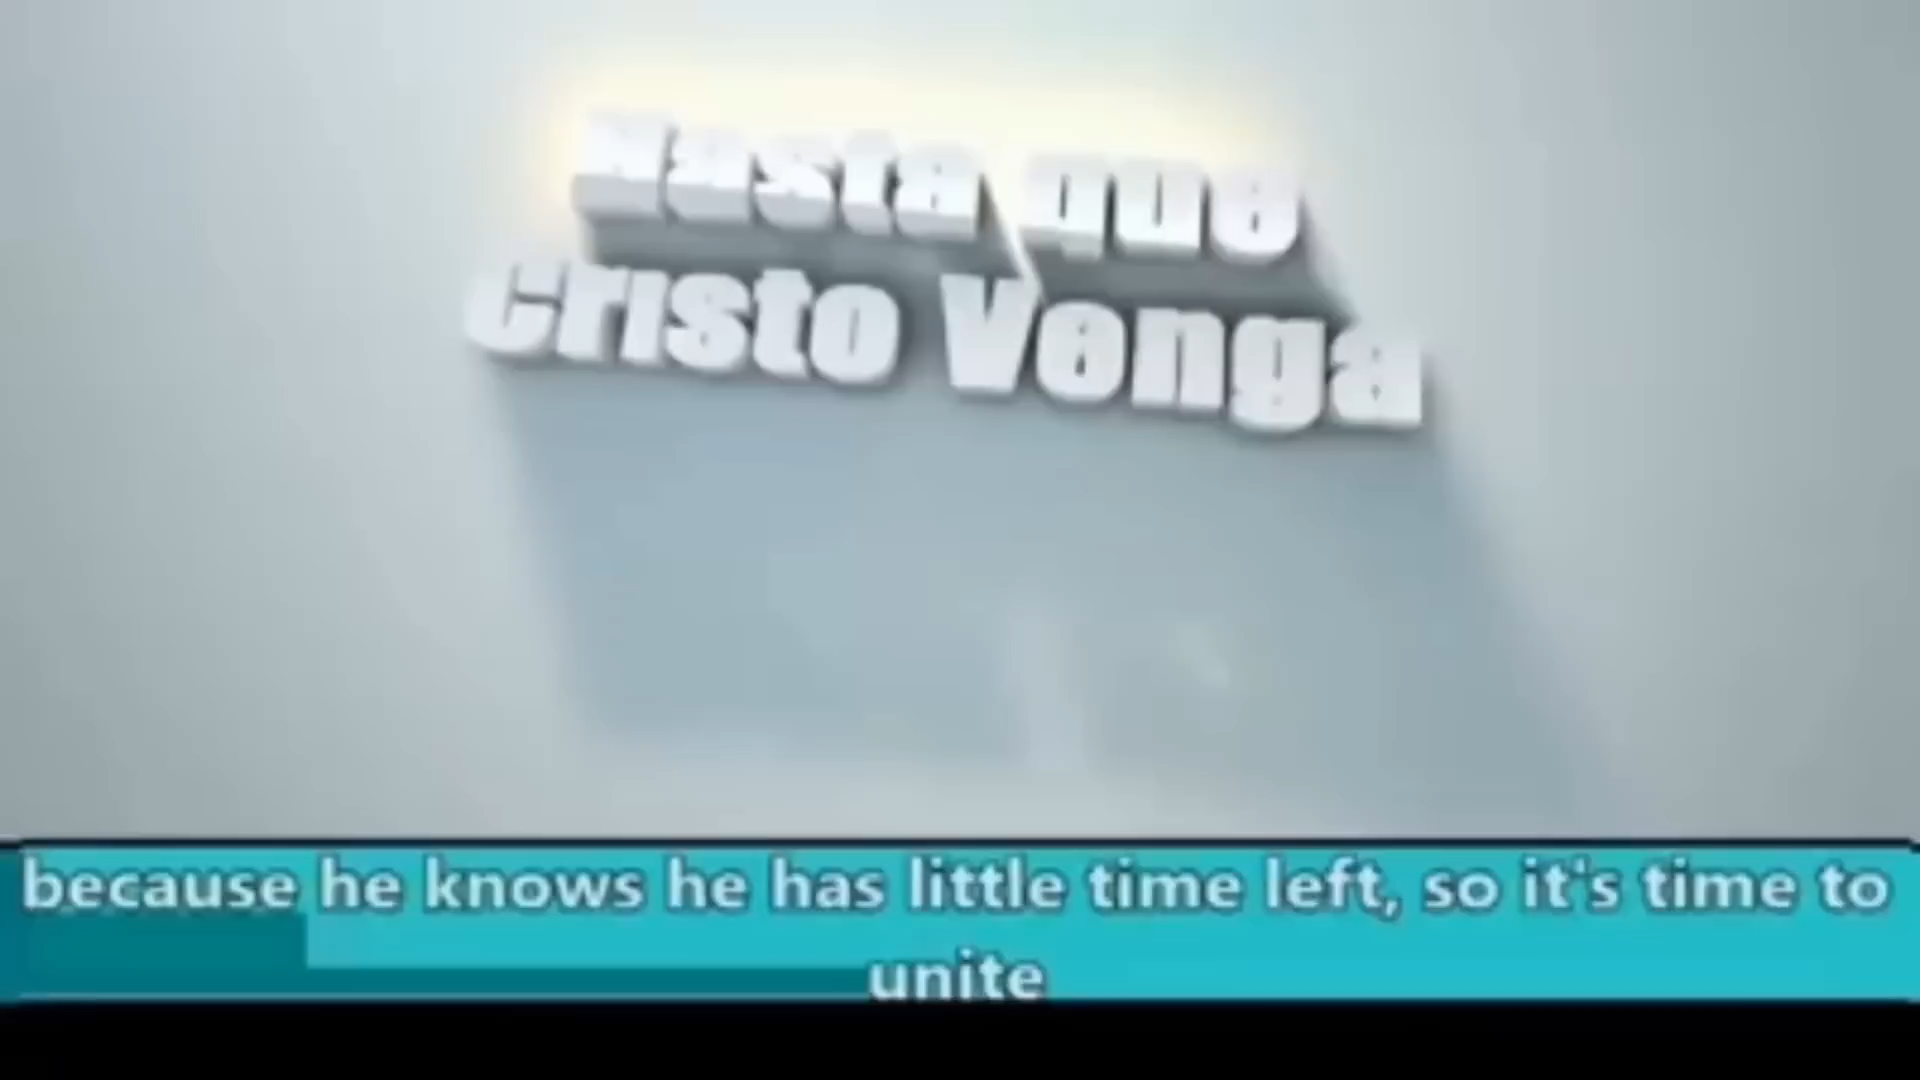 Hasta que
Cristo Venga
because he knows he has little time left, so it's time to
unite